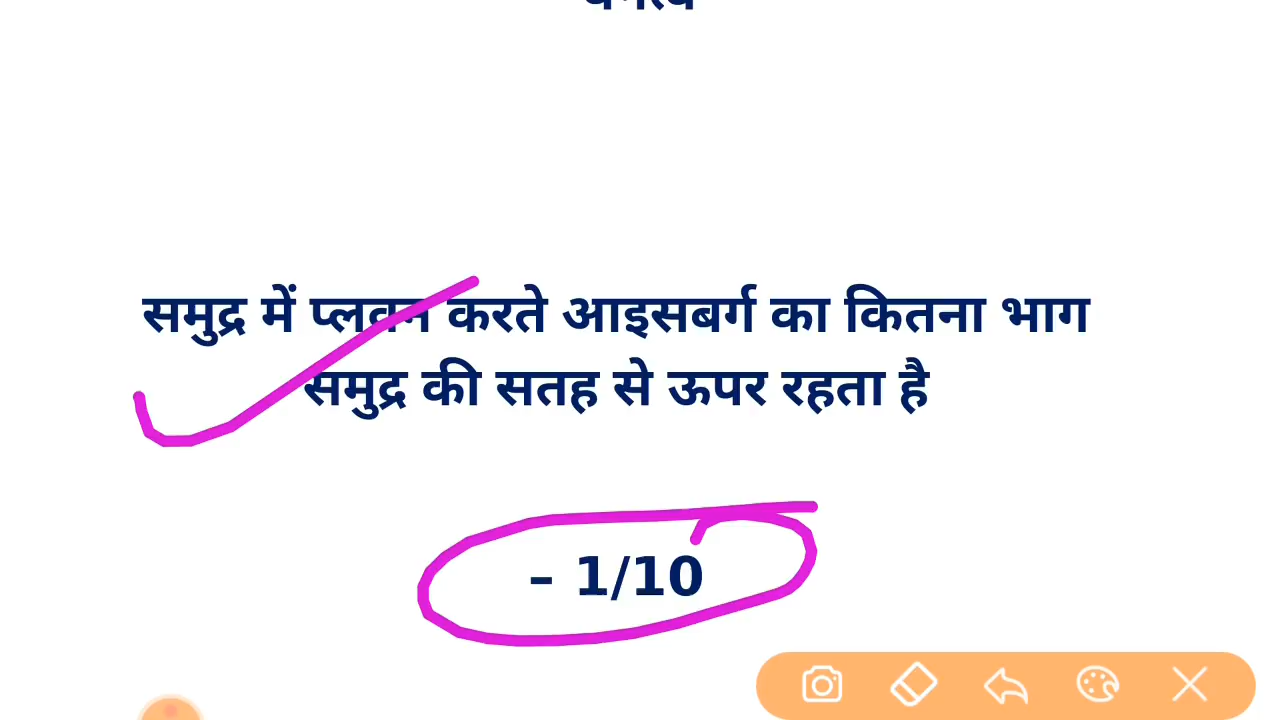 समुद्र में प्लवन करते आइसबर्ग का कितना भाग
समुद्र की सतह से ऊपर रहता है
– 1/10